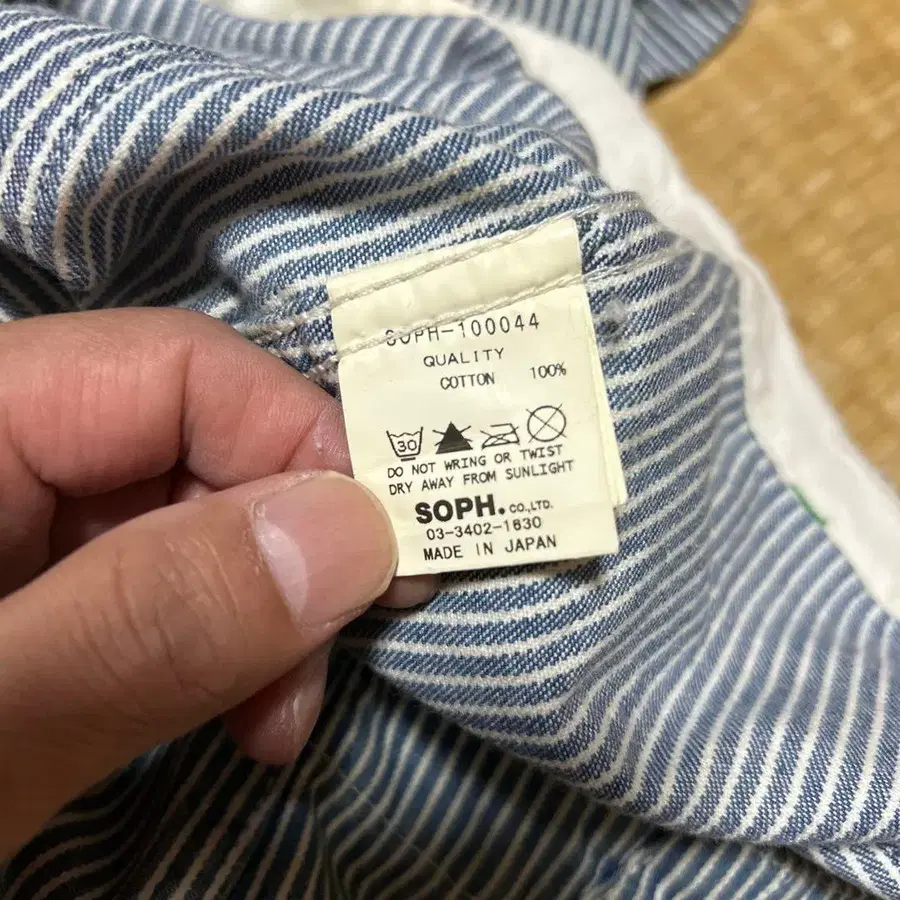 SOPH-100044
QUALITY
COTTON 100%
30
DO NOT WRING OR TWIST
DRY AWAY FROM SUNLIGHT
SOPH. CO.,LTD.
03-3402-1830
MADE IN JAPAN